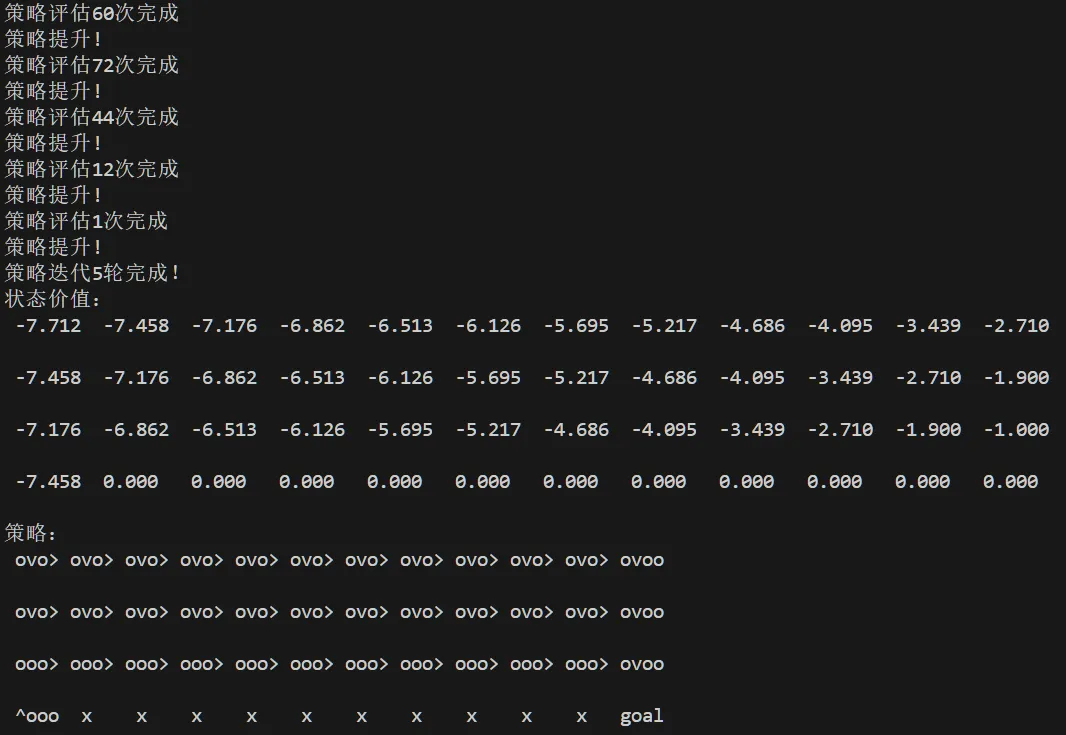 策略评估60次完成
策略提升!
策略评估72次完成
策略提升!
策略评估44次完成
策略提升!
策略评估12次完成
策略提升!
策略评估1次完成
策略提升!
策略迭代5轮完成!
状态价值:
-7.712 -7.458 -7.176 -6.862 -6.513 -6.126 -5.695 -5.217 -4.686 -4.095 -3.439 -2.710
-7.458 -7.176 -6.862 -6.513 -6.126 -5.695 -5.217 -4.686 -4.095 -3.439 -2.710 -1.900
-7.176 -6.862 -6.513 -6.126 -5.695 -5.217 -4.686 -4.095 -3.439 -2.710 -1.900 -1.000
-7.458 0.000 0.000 0.000 0.000 0.000 0.000 0.000 0.000 0.000 0.000 0.000
策略:
ovo> ovo> ovo> ovo> ovo> ovo> ovo> ovo> ovo> ovo> ovo> ovoo
ovo> ovo> ovo> ovo> ovo> ovo> ovo> ovo> ovo> ovo> ovo> ovoo
ooo> ooo> ooo> ooo> ooo> ooo> ooo> ooo> ooo> ooo> ooo> ovoo
^ooo x x x x x x x x x x goal